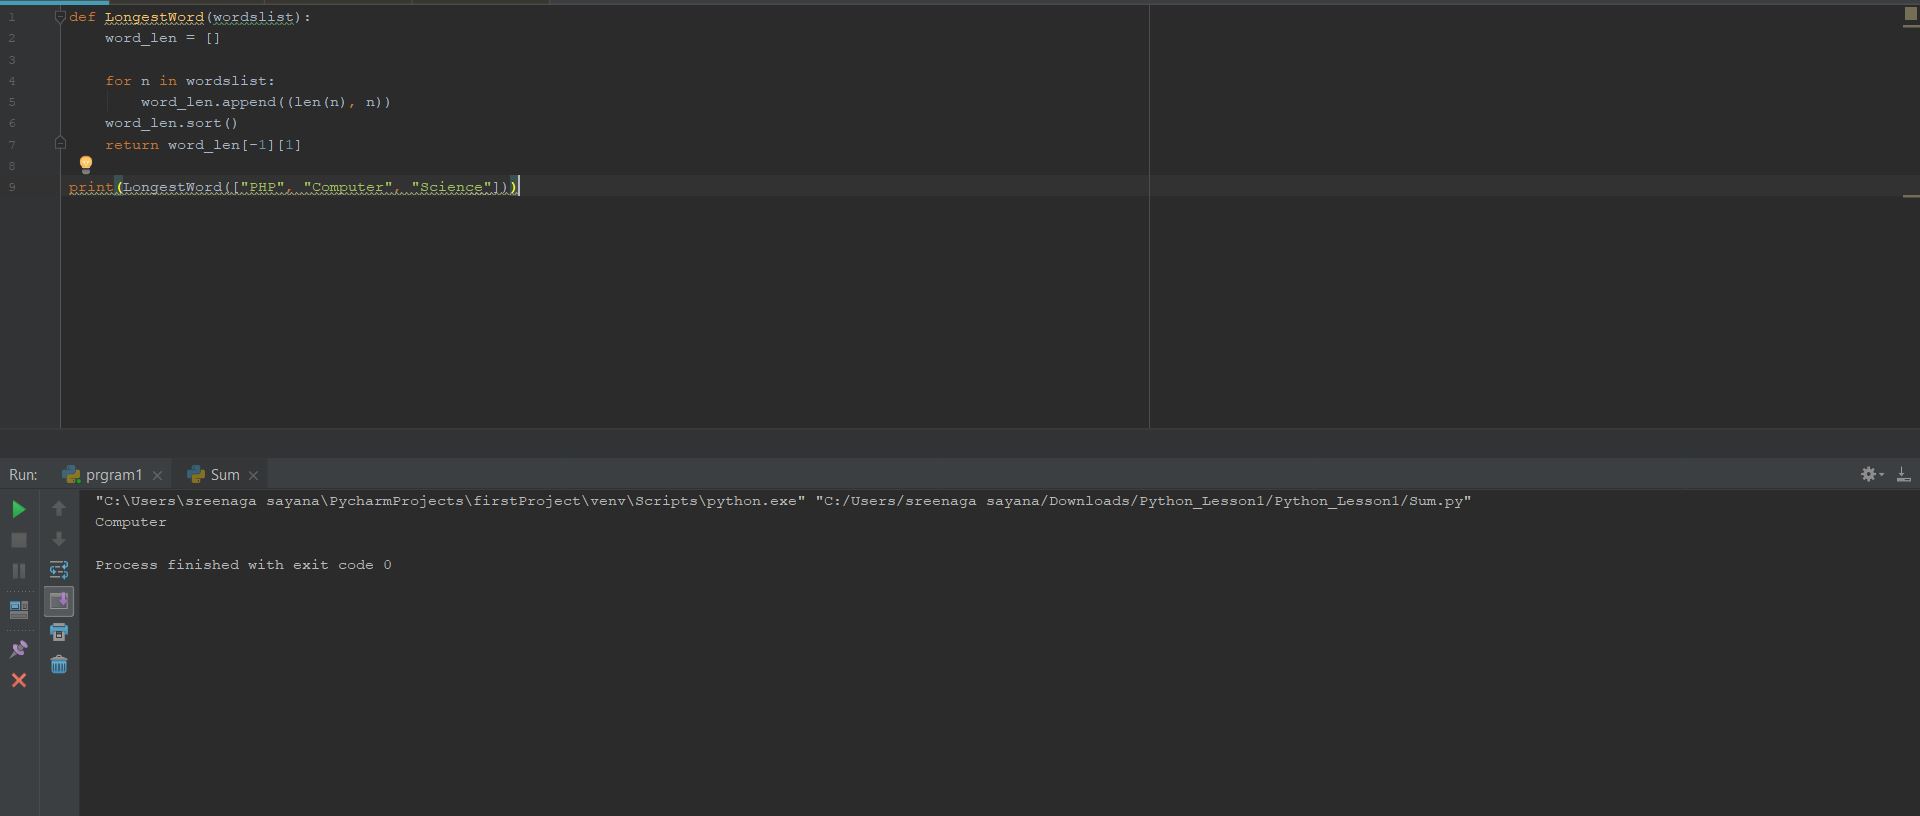 1 def LongestWord(wordslist):
2     word_len = []
3
4     for n in wordslist:
5         word_len.append((len(n), n))
6     word_len.sort()
7     return word_len[-1][1]
8
9 print(LongestWord(["PHP", "Computer", "Science"]))
Run: prgram1 Sum
"C:\Users\sreenaga sayana\PycharmProjects\firstProject\venv\Scripts\python.exe" "C:/Users/sreenaga sayana/Downloads/Python_Lesson1/Python_Lesson1/Sum.py"
Computer
Process finished with exit code 0